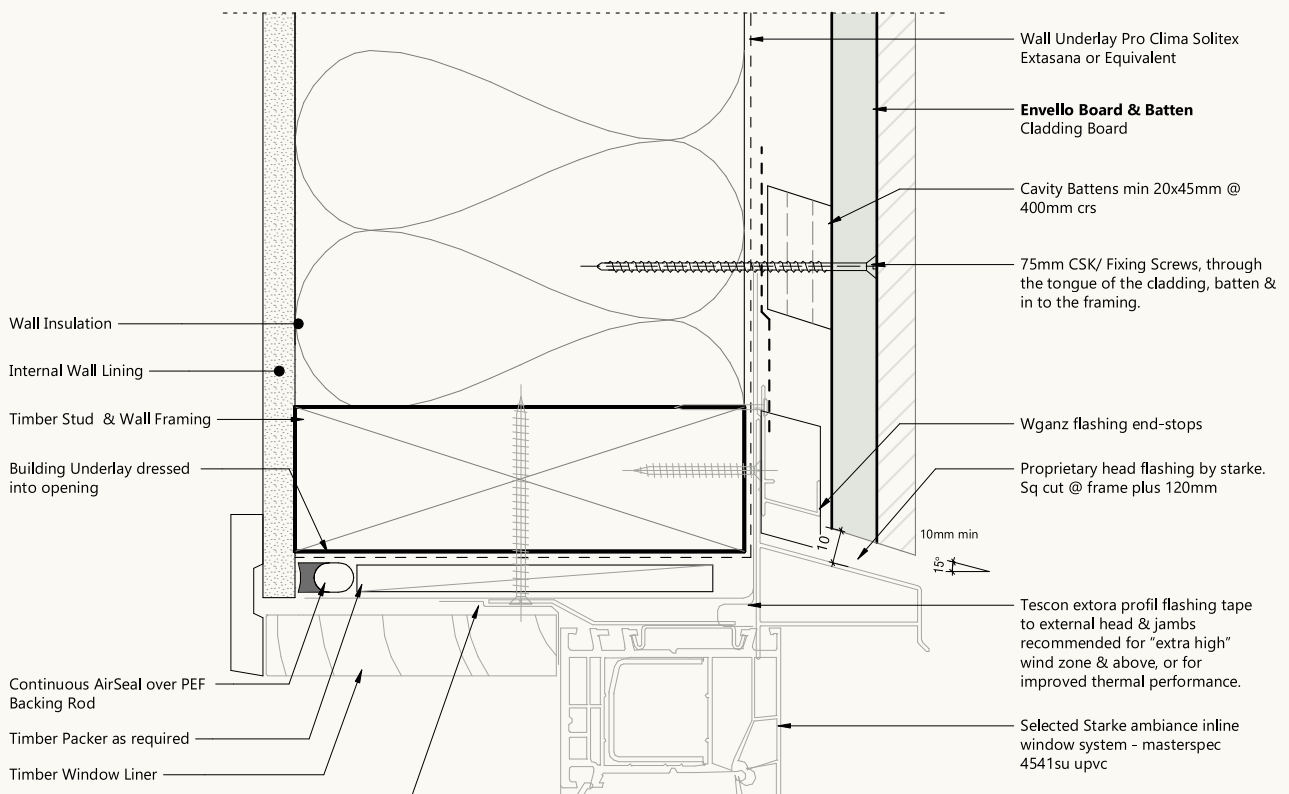 Wall Underlay Pro Clima Solitex
Extasana or Equivalent
Envello Board & Batten
Cladding Board
Cavity Battens min 20x45mm @
400mm crs
75mm CSK/ Fixing Screws, through
the tongue of the cladding, batten &
in to the framing.
Wall Insulation
Internal Wall Lining
Timber Stud & Wall Framing
Building Underlay dressed
into opening
Wganz flashing end-stops
Proprietary head flashing by starke.
Sq cut @ frame plus 120mm
10mm min
10
15°
Tescon extora profil flashing tape
to external head & jambs
recommended for "extra high"
wind zone & above, or for
improved thermal performance.
Continuous AirSeal over PEF
Backing Rod
Timber Packer as required
Timber Window Liner
Selected Starke ambiance inline
window system - masterspec
4541su upvc